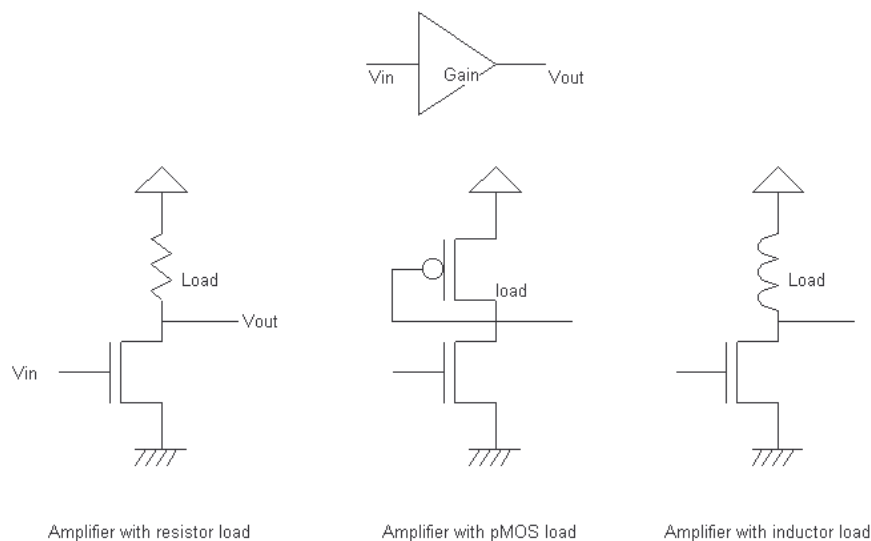 Vin
Gain
Vout
Load
load
Load
Vout
Vin
Amplifier with resistor load
Amplifier with pMOS load
Amplifier with inductor load